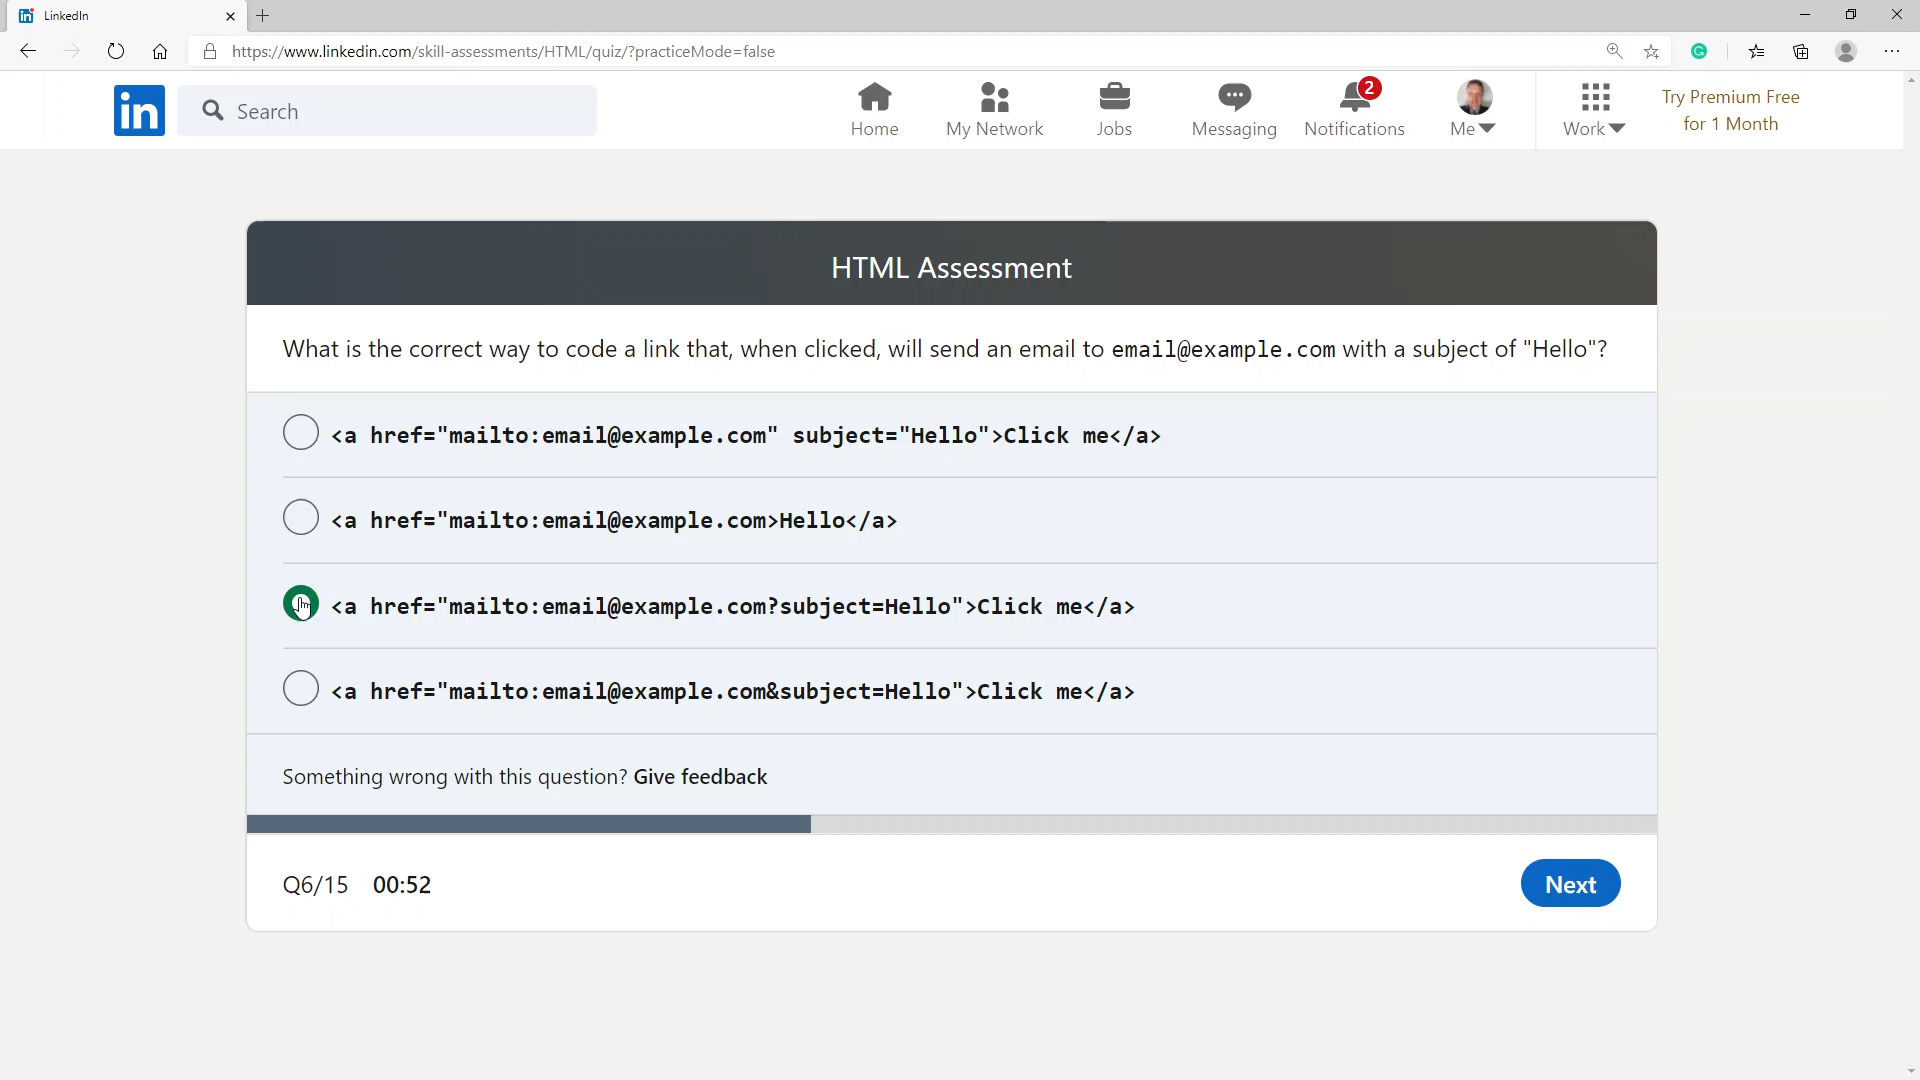 LinkedIn
https://www.linkedin.com/skill-assessments/HTML/quiz/?practiceMode=false
in
Search
2
Home
My Network
Jobs
Messaging
Notifications
Me
Work
Try Premium Free
for 1 Month
HTML Assessment
What is the correct way to code a link that, when clicked, will send an email to email@example.com with a subject of "Hello"?
<a href="mailto:email@example.com" subject="Hello">Click me</a>
<a href="mailto:email@example.com>Hello</a>
<a href="mailto:email@example.com?subject=Hello">Click me</a>
<a href="mailto:email@example.com&subject=Hello">Click me</a>
Something wrong with this question? Give feedback
Q6/15 00:52
Next